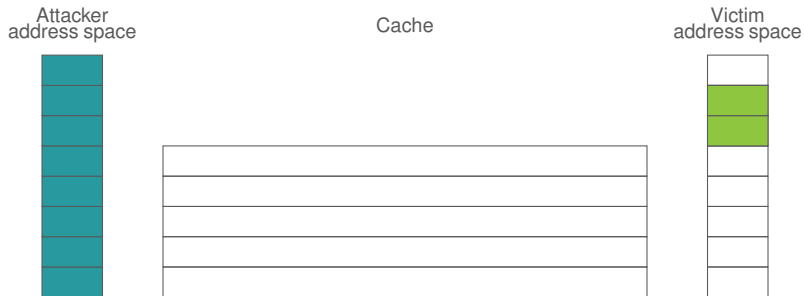 Attacker
address space
Cache
Victim
address space